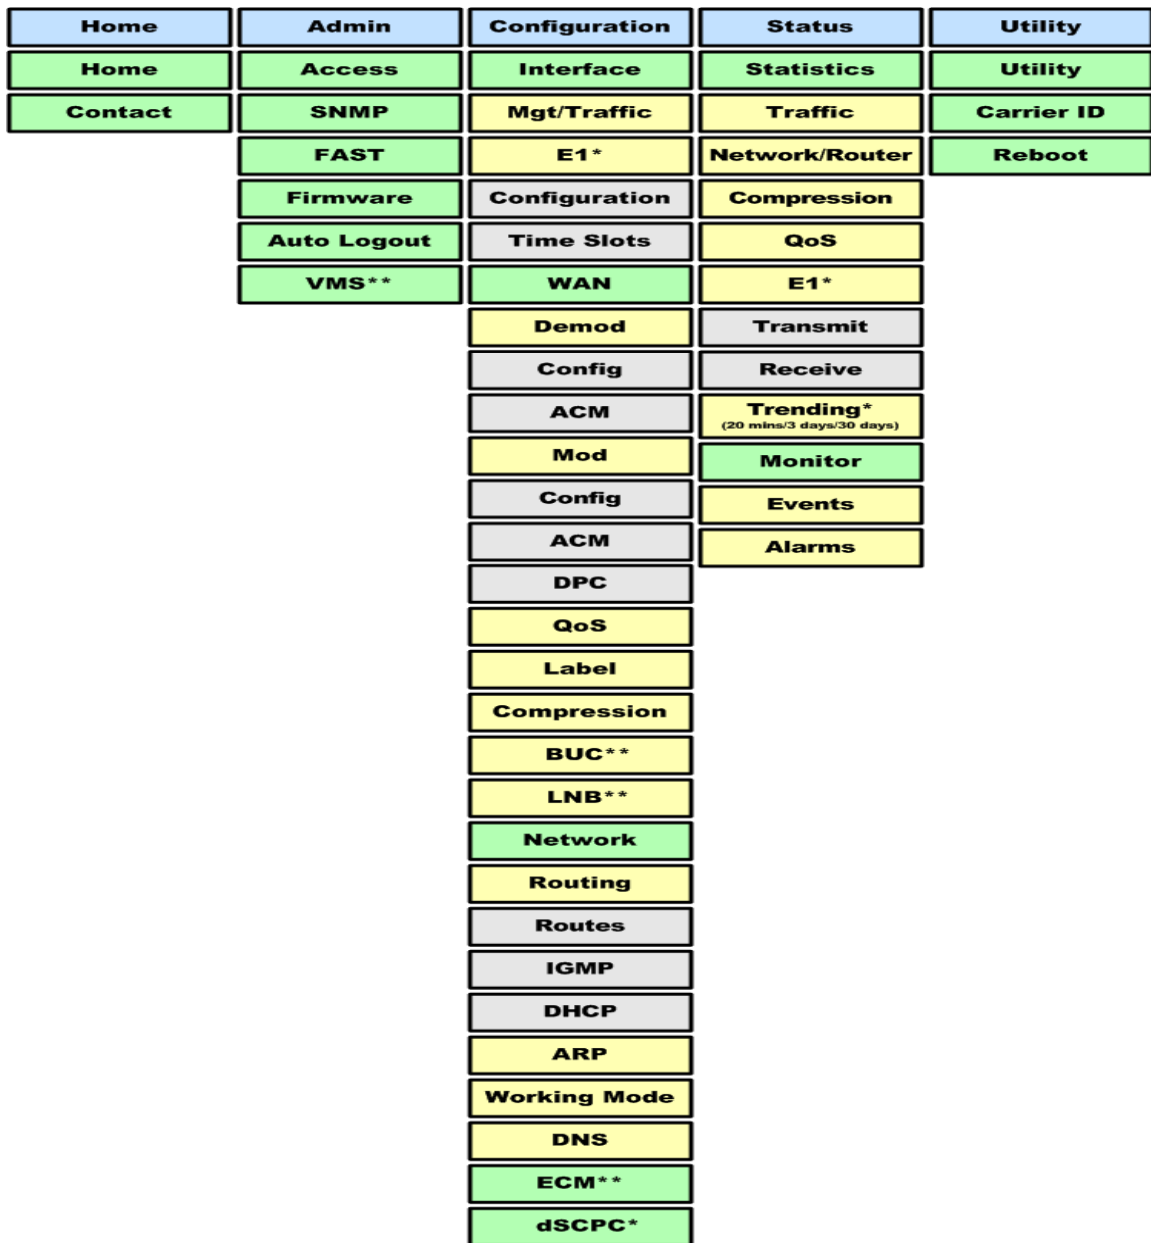 Home
Admin
Configuration
Status
Utility
Home
Access
Interface
Statistics
Utility
Contact
SNMP
Mgt/Traffic
Traffic
Carrier ID
FAST
E1*
Network/Router
Reboot
Firmware
Configuration
Compression
Auto Logout
Time Slots
QoS
VMS**
WAN
E1*
Demod
Transmit
Config
Receive
ACM
Trending*
(20 mins/3 days/30 days)
Mod
Monitor
Config
Events
ACM
Alarms
DPC
QoS
Label
Compression
BUC**
LNB**
Network
Routing
Routes
IGMP
DHCP
ARP
Working Mode
DNS
ECM**
dSCPC*